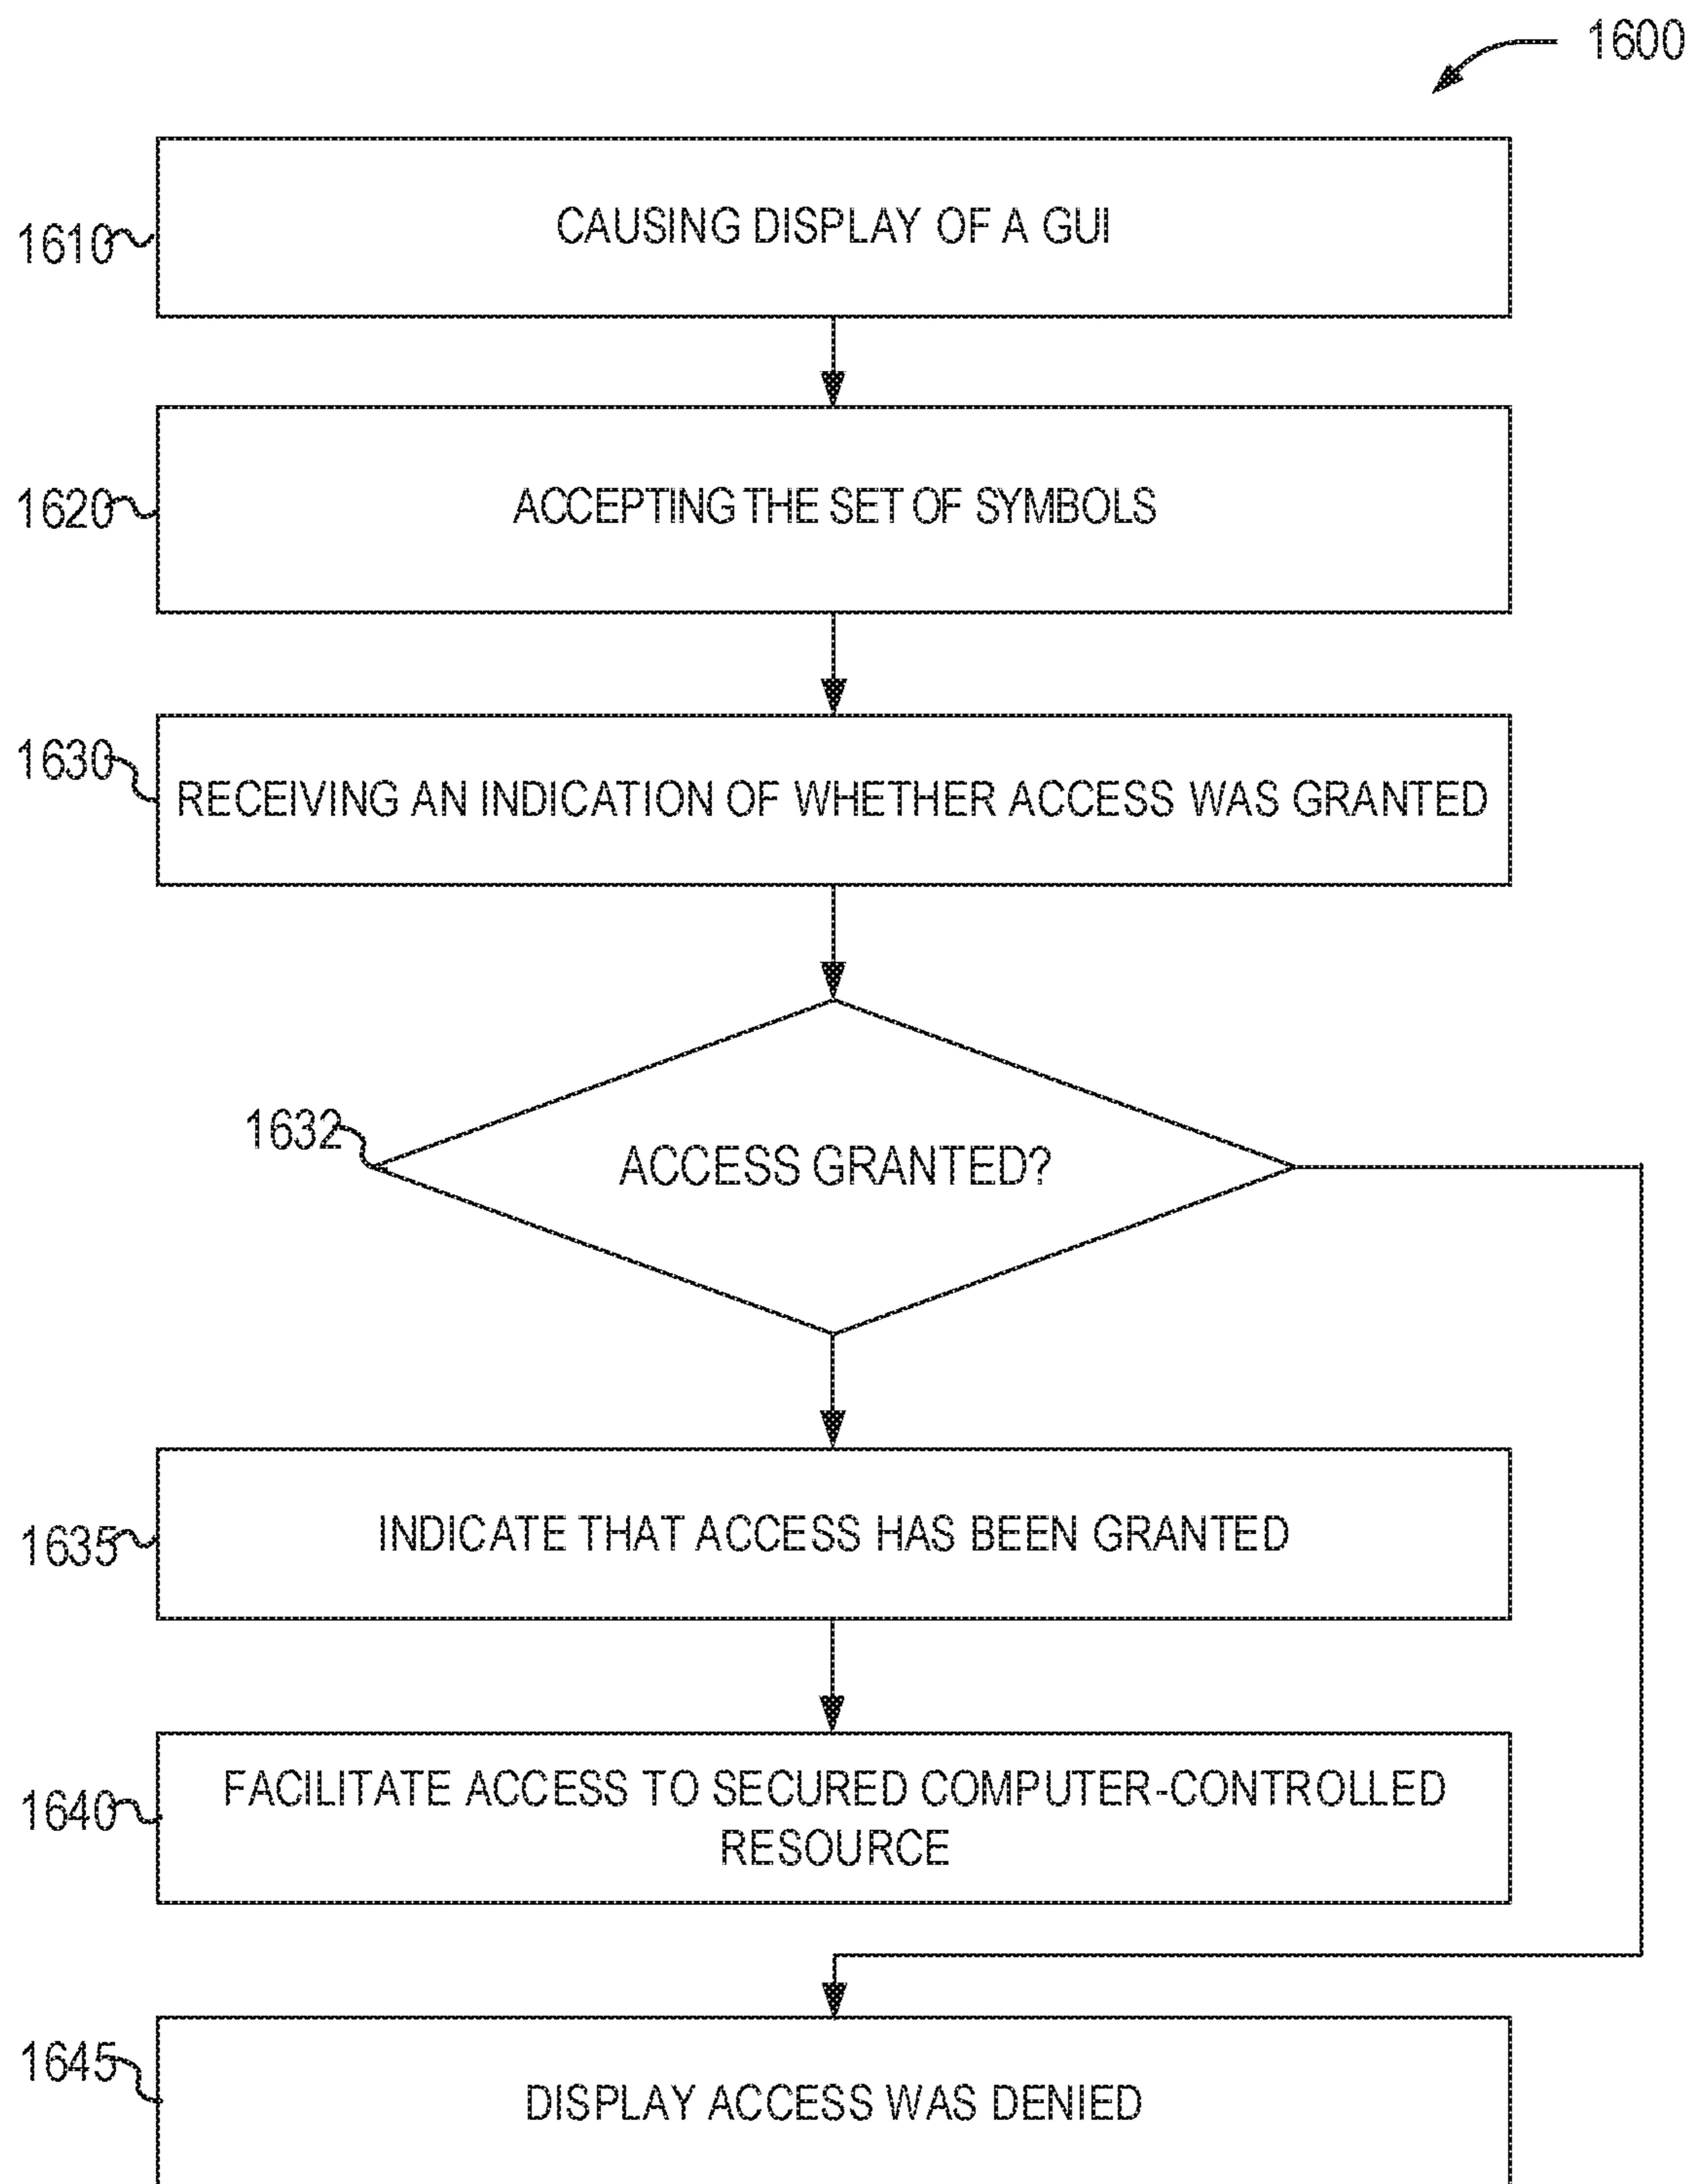 1600
1610
CAUSING DISPLAY OF A GUI
1620
ACCEPTING THE SET OF SYMBOLS
1630
RECEIVING AN INDICATION OF WHETHER ACCESS WAS GRANTED
1632
ACCESS GRANTED?
1635
INDICATE THAT ACCESS HAS BEEN GRANTED
1640
FACILITATE ACCESS TO SECURED COMPUTER-CONTROLLED
RESOURCE
1645
DISPLAY ACCESS WAS DENIED